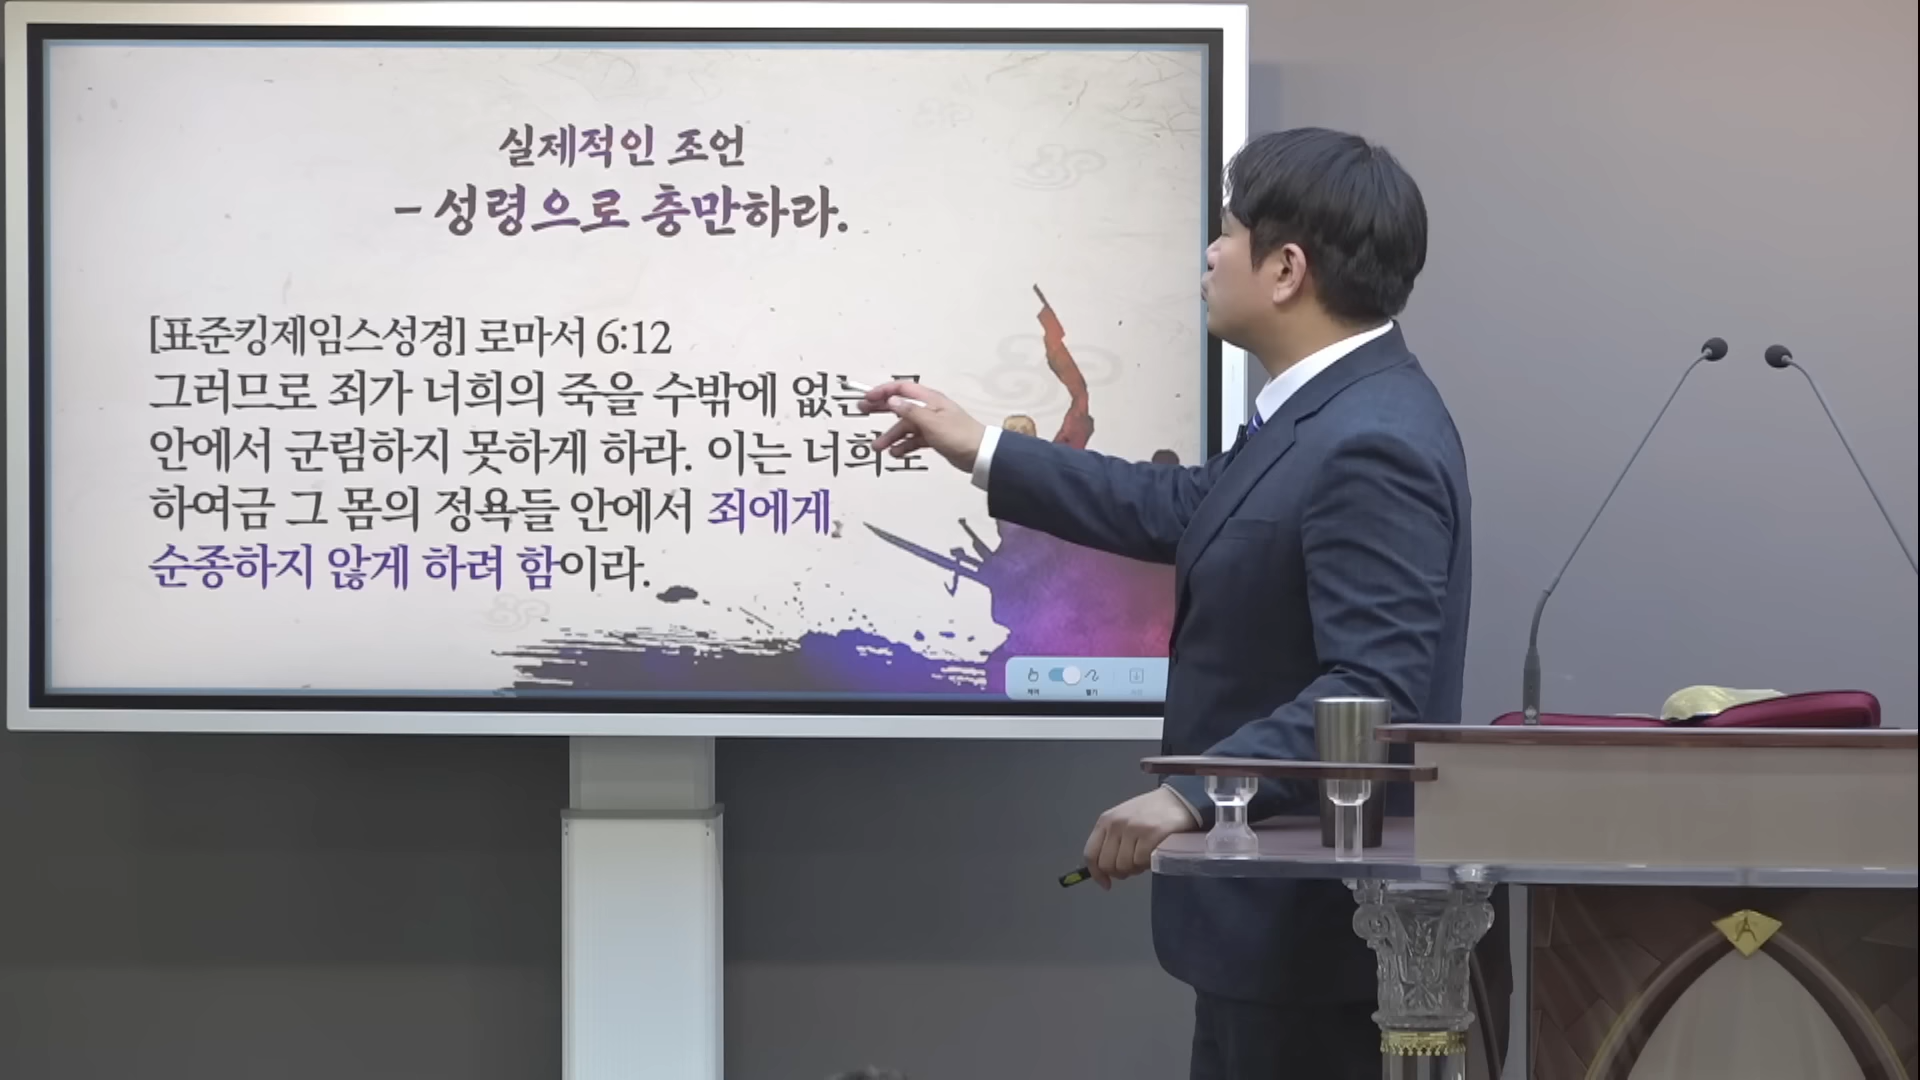 실제적인 조언
- 성령으로 충만하라.
[표준킹제임스성경] 로마서 6:12
그러므로 죄가 너희의 죽을 수밖에 없는
안에서 군림하지 못하게 하라. 이는 너희로
하여금 그 몸의 정욕들 안에서 죄에게
순종하지 않게 하려 함이라.